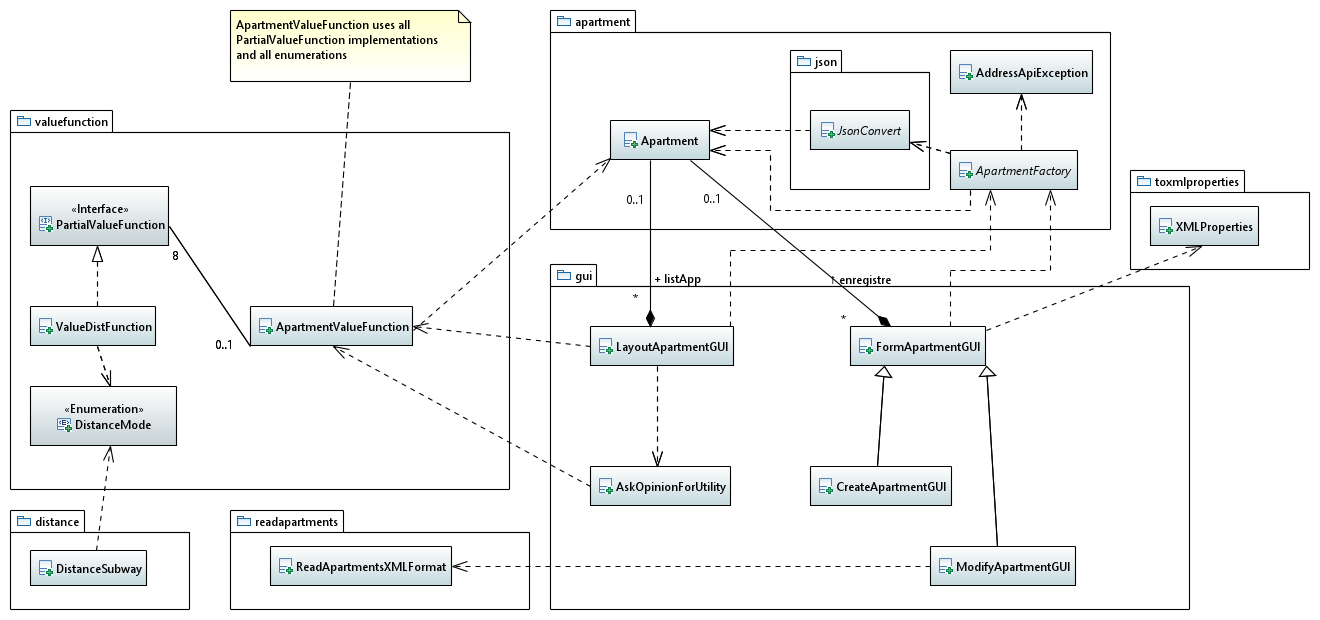 ApartmentValueFunction uses all
PartialValueFunction implementations
and all enumerations
apartment
json
AddressApiException
JsonConvert
Apartment
ApartmentFactory
0..1
0..1
toxmlproperties
XMLProperties
valuefunction
«Interface»
PartialValueFunction
8
ValueDistFunction
ApartmentValueFunction
0..1
«Enumeration»
DistanceMode
gui
+ listApp
*
+ enregistre
*
LayoutApartmentGUI
FormApartmentGUI
AskOpinionForUtility
CreateApartmentGUI
ModifyApartmentGUI
distance
DistanceSubway
readapartments
ReadApartmentsXMLFormat